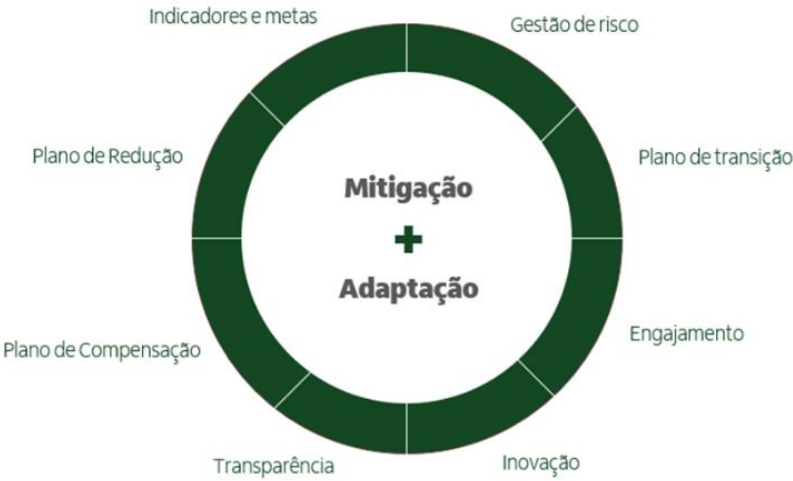 Indicadores e metas
Gestão de risco
Plano de Redução
Plano de transição
Mitigação
+
Adaptação
Engajamento
Plano de Compensação
Transparência
Inovação